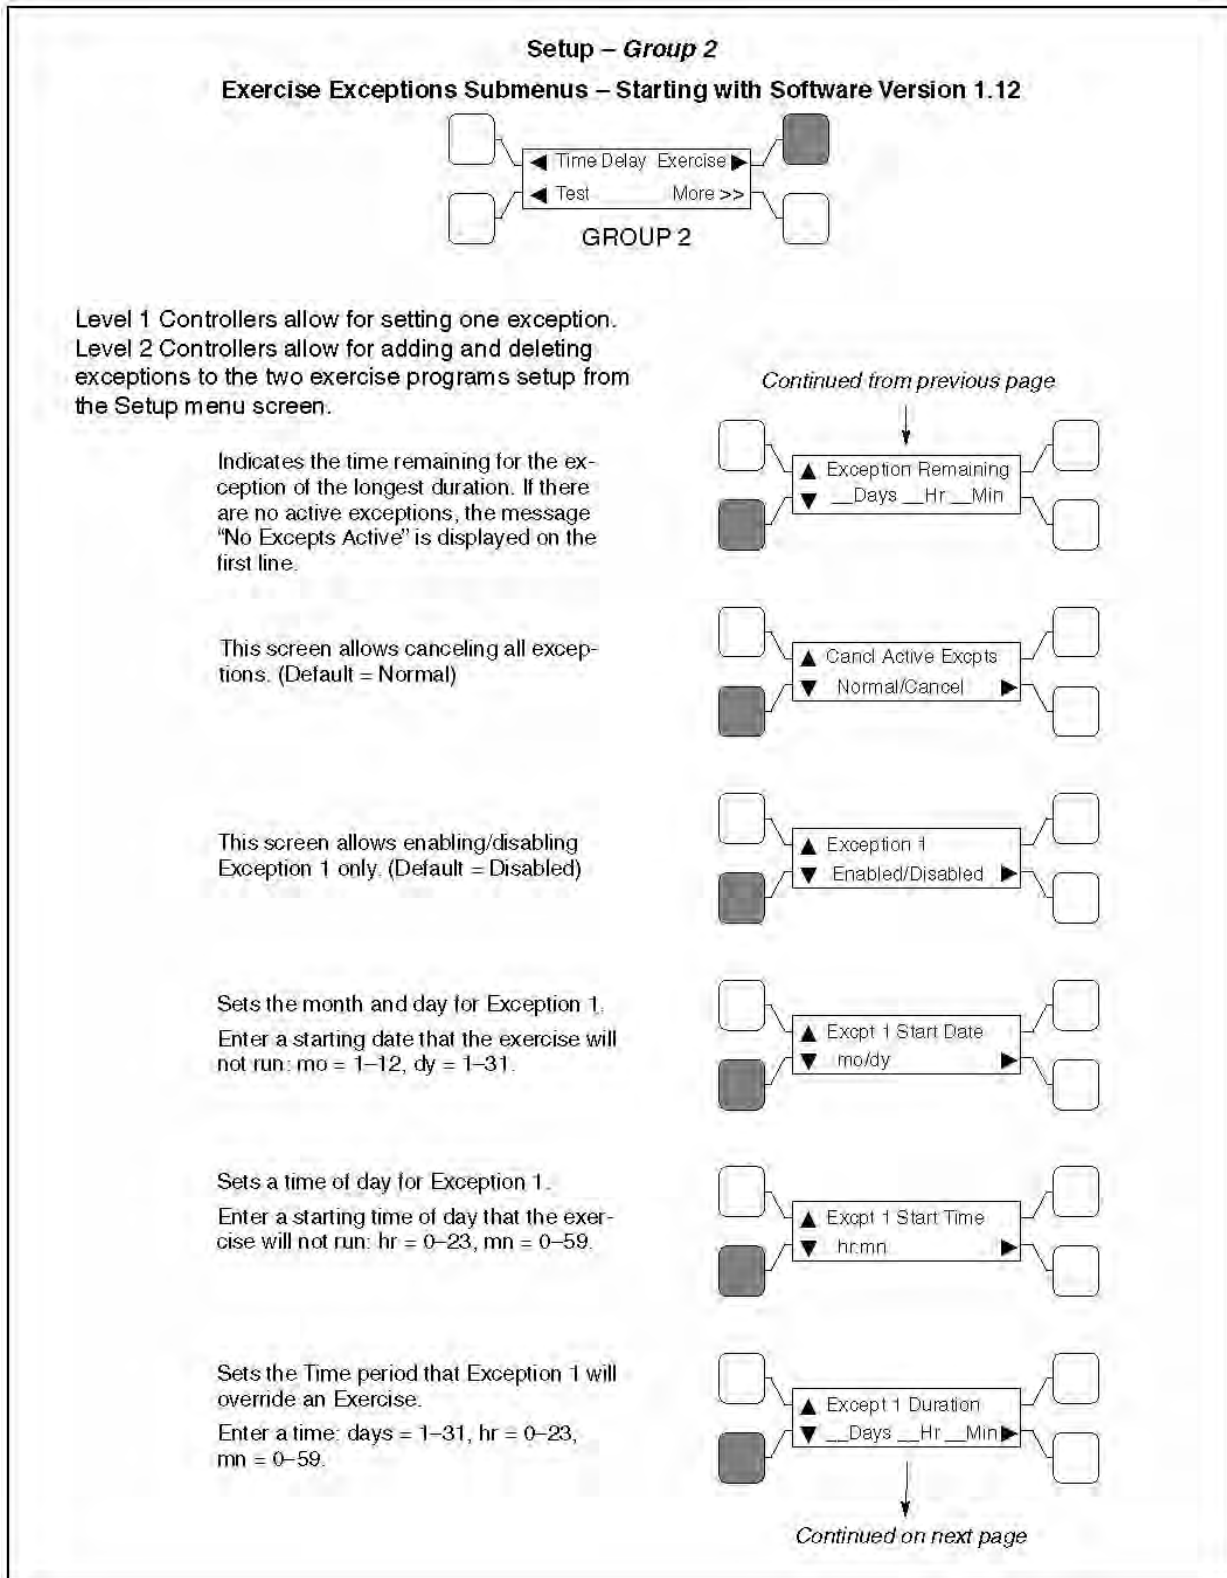 Setup – Group 2
Exercise Exceptions Submenus – Starting with Software Version 1.12
◀ Time Delay Exercise ▶
◀ Test More >>
GROUP 2
Level 1 Controllers allow for setting one exception.
Level 2 Controllers allow for adding and deleting
exceptions to the two exercise programs setup from
the Setup menu screen.
Continued from previous page
Indicates the time remaining for the ex-
ception of the longest duration. If there
are no active exceptions, the message
“No Excepts Active” is displayed on the
first line.
▲ Exception Remaining
▼ __Days __Hr __Min
This screen allows canceling all excep-
tions. (Default = Normal)
▲ Cancl Active Excpts
▼ Normal/Cancel ▶
This screen allows enabling/disabling
Exception 1 only. (Default = Disabled)
▲ Exception 1
▼ Enabled/Disabled ▶
Sets the month and day for Exception 1.
Enter a starting date that the exercise will
not run: mo = 1–12, dy = 1–31.
▲ Excpt 1 Start Date
▼ mo/dy ▶
Sets a time of day for Exception 1.
Enter a starting time of day that the exer-
cise will not run: hr = 0–23, mn = 0–59.
▲ Excpt 1 Start Time
▼ hr:mn ▶
Sets the Time period that Exception 1 will
override an Exercise.
Enter a time: days = 1–31, hr = 0–23,
mn = 0–59.
▲ Except 1 Duration
▼ __Days __Hr __Min ▶
Continued on next page